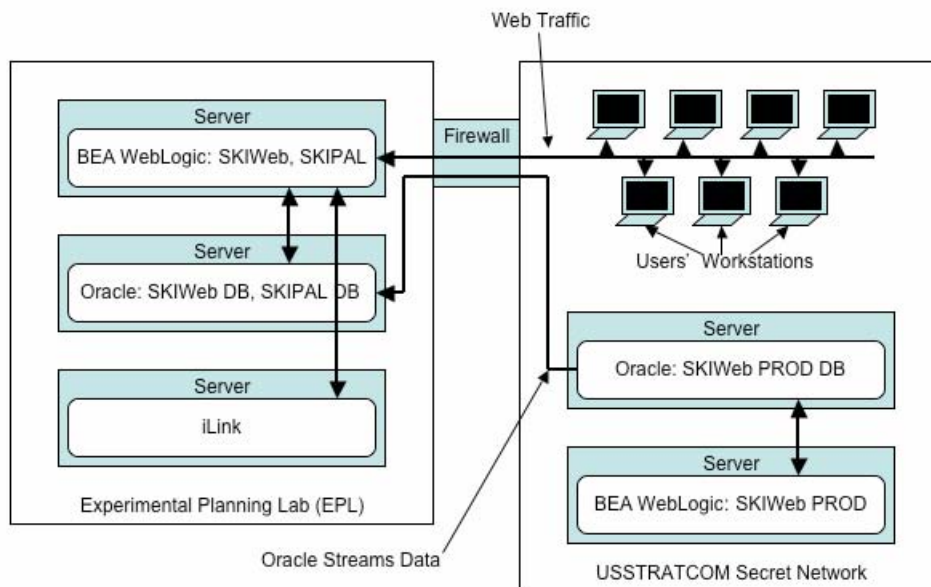 Web Traffic
Server
BEA WebLogic: SKIWeb, SKIPAL
Firewall
Server
Oracle: SKIWeb DB, SKIPAL DB
Server
iLink
Experimental Planning Lab (EPL)
Users' Workstations
Server
Oracle: SKIWeb PROD DB
Server
BEA WebLogic: SKIWeb PROD
Oracle Streams Data
USSTRATCOM Secret Network